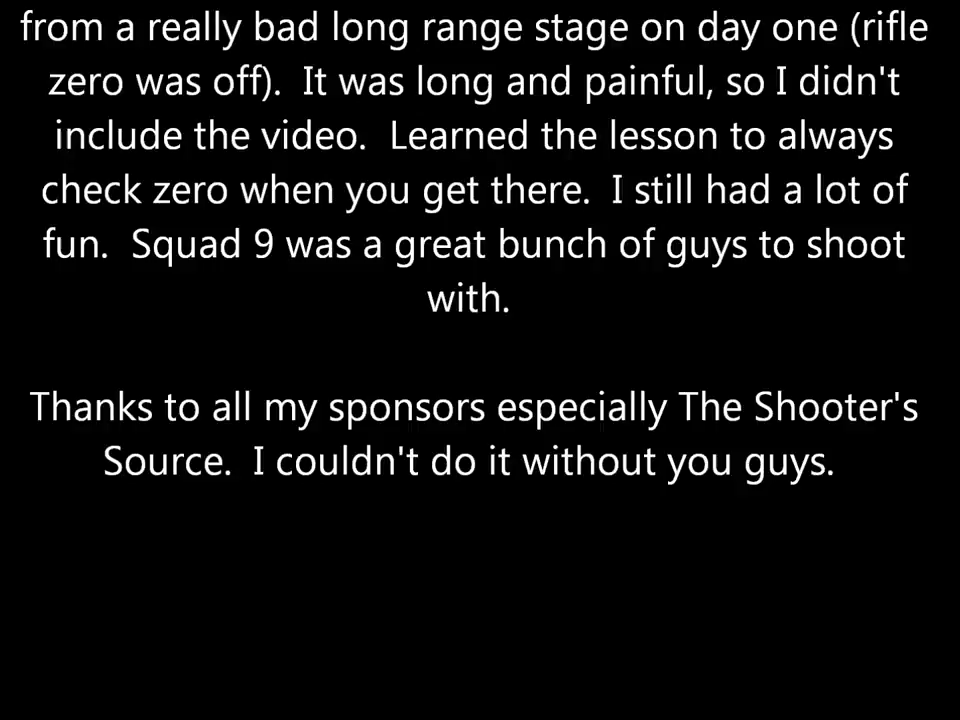 from a really bad long range stage on day one (rifle
zero was off).  It was long and painful, so I didn't
include the video.  Learned the lesson to always
check zero when you get there.  I still had a lot of
fun.  Squad 9 was a great bunch of guys to shoot
with.
Thanks to all my sponsors especially The Shooter's
Source.  I couldn't do it without you guys.